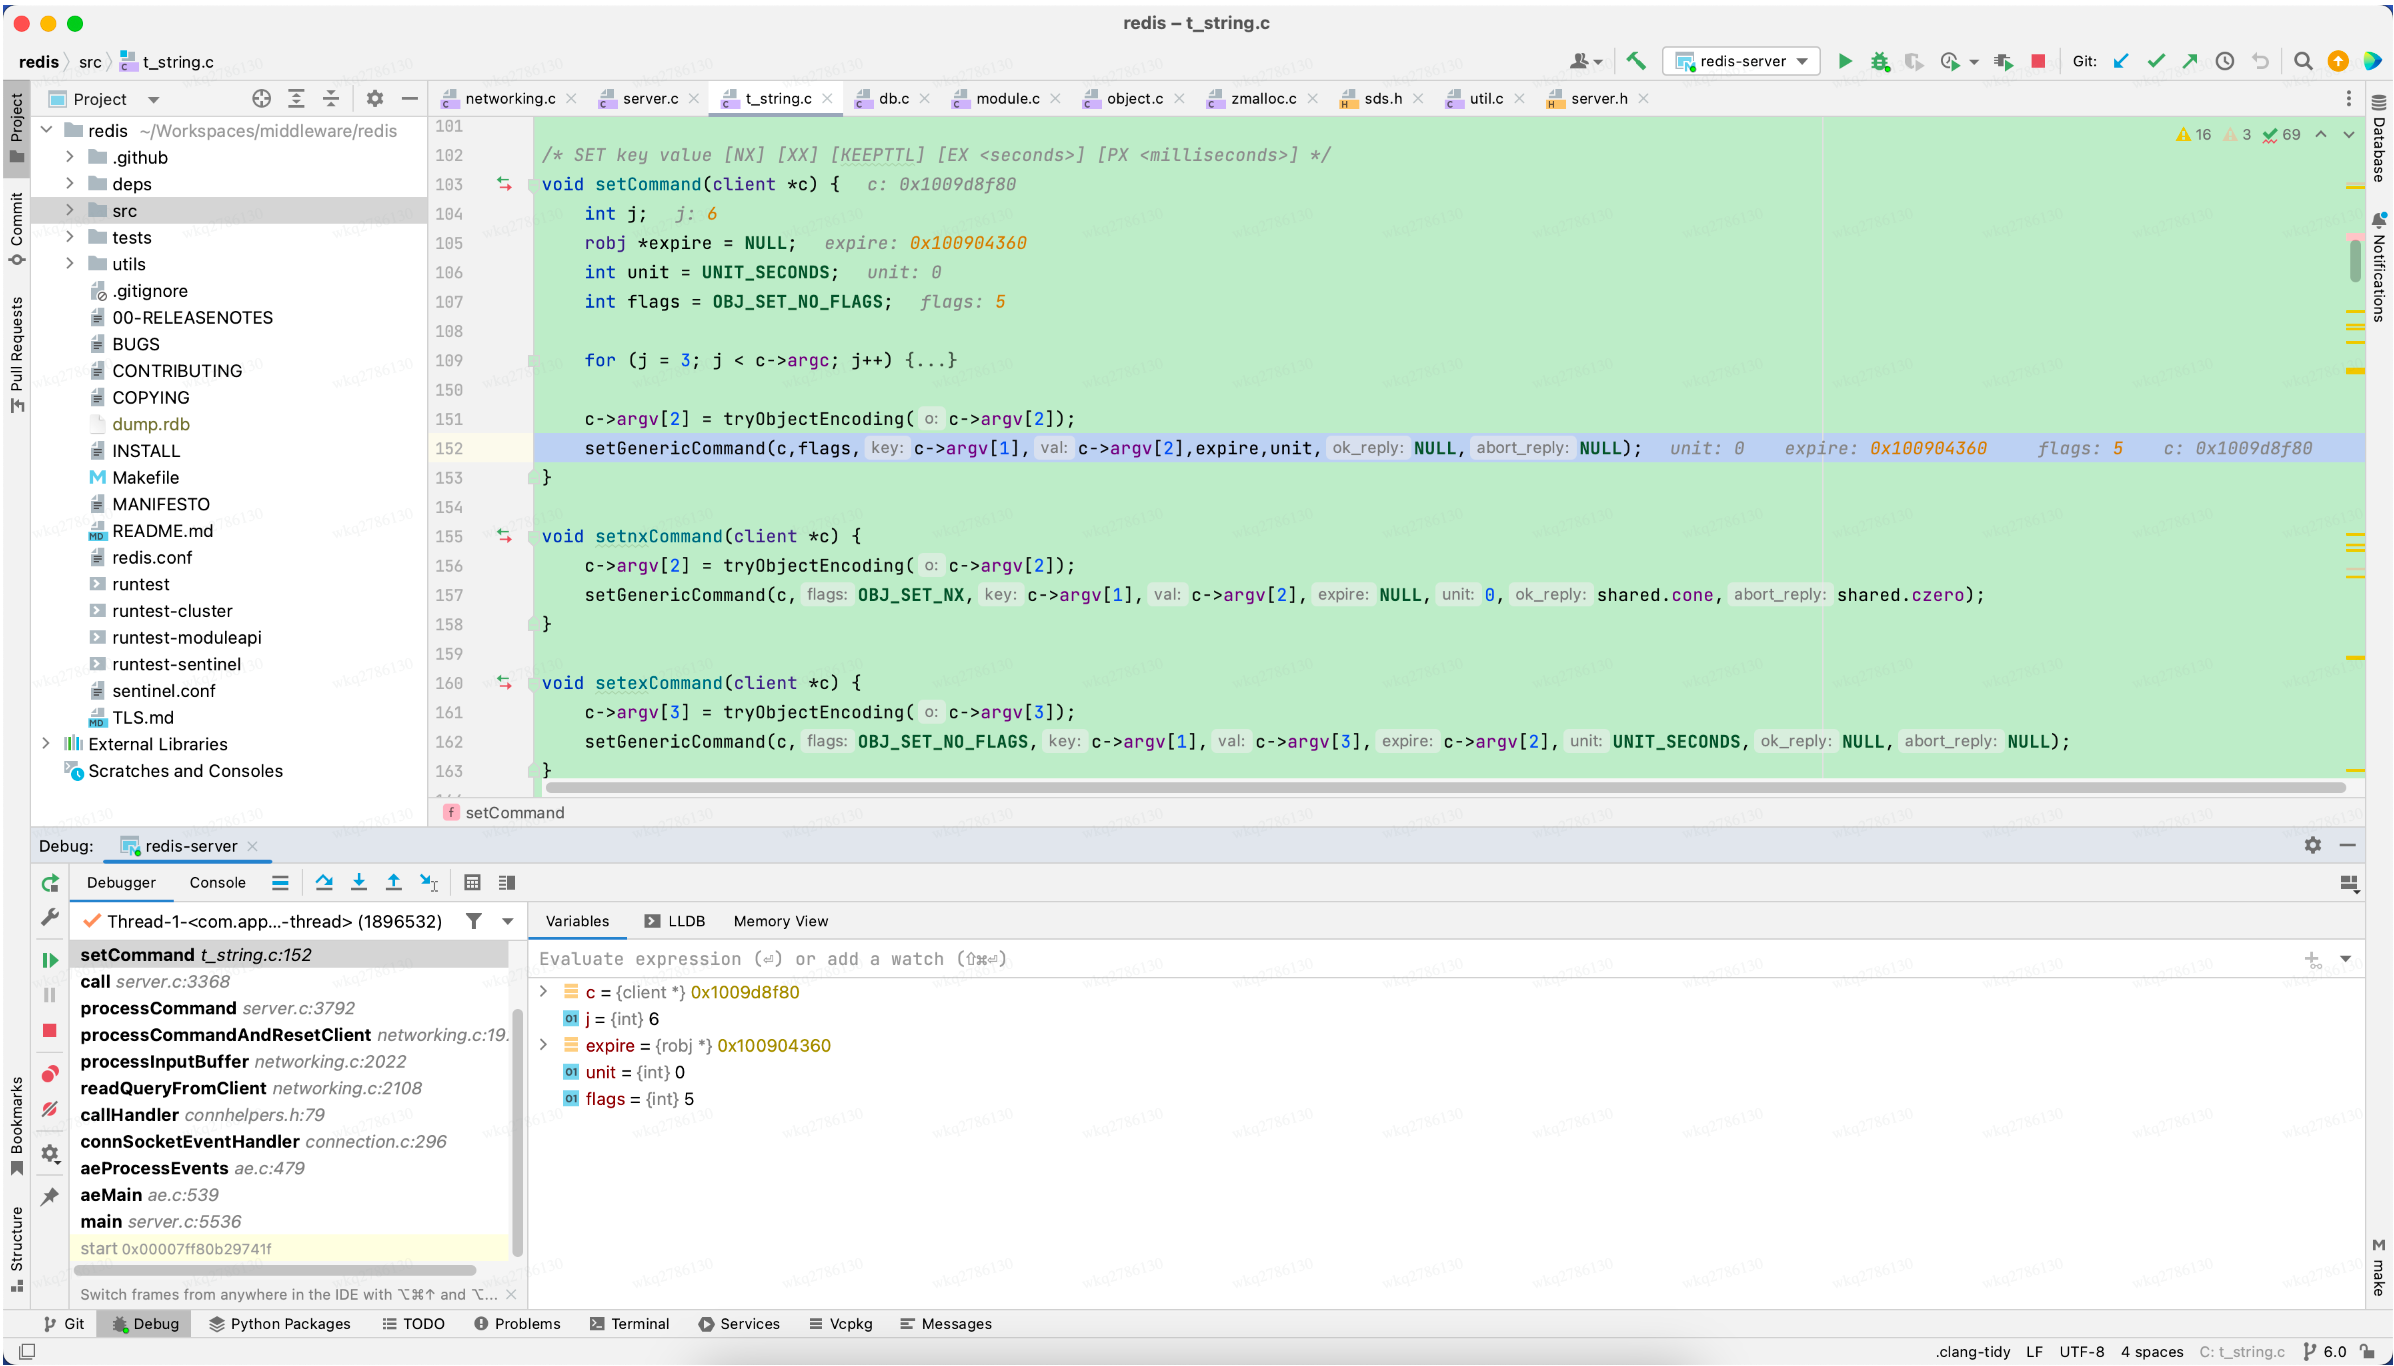 redis – t_string.c
redis src t_string.c
redis-server Git:
Project
networking.c server.c t_string.c db.c module.c object.c zmalloc.c sds.h util.c server.h
Project
Commit
Pull Requests
Bookmarks
Structure
redis ~/Workspaces/middleware/redis
.github
deps
src
tests
utils
.gitignore
00-RELEASENOTES
BUGS
CONTRIBUTING
COPYING
dump.rdb
INSTALL
Makefile
MANIFESTO
README.md
redis.conf
runtest
runtest-cluster
runtest-moduleapi
runtest-sentinel
sentinel.conf
TLS.md
External Libraries
Scratches and Consoles
16 3 69
101
102 /* SET key value [NX] [XX] [KEEPTTL] [EX <seconds>] [PX <milliseconds>] */
103 void setCommand(client *c) { c: 0x1009d8f80
104 int j; j: 6
105 robj *expire = NULL; expire: 0x100904360
106 int unit = UNIT_SECONDS; unit: 0
107 int flags = OBJ_SET_NO_FLAGS; flags: 5
108
109 for (j = 3; j < c->argc; j++) {...}
150
151 c->argv[2] = tryObjectEncoding( o: c->argv[2]);
152 setGenericCommand(c,flags, key: c->argv[1], val: c->argv[2],expire,unit, ok_reply: NULL, abort_reply: NULL); unit: 0 expire: 0x100904360 flags: 5 c: 0x1009d8f80
153 }
154
155 void setnxCommand(client *c) {
156 c->argv[2] = tryObjectEncoding( o: c->argv[2]);
157 setGenericCommand(c, flags: OBJ_SET_NX, key: c->argv[1], val: c->argv[2], expire: NULL, unit: 0, ok_reply: shared.cone, abort_reply: shared.czero);
158 }
159
160 void setexCommand(client *c) {
161 c->argv[3] = tryObjectEncoding( o: c->argv[3]);
162 setGenericCommand(c, flags: OBJ_SET_NO_FLAGS, key: c->argv[1], val: c->argv[3], expire: c->argv[2], unit: UNIT_SECONDS, ok_reply: NULL, abort_reply: NULL);
163 }
setCommand
Database
Notifications
make
Debug: redis-server
Debugger Console
Thread-1-<com.app...-thread> (1896532)
setCommand t_string.c:152
call server.c:3368
processCommand server.c:3792
processCommandAndResetClient networking.c:19.
processInputBuffer networking.c:2022
readQueryFromClient networking.c:2108
callHandler connhelpers.h:79
connSocketEventHandler connection.c:296
aeProcessEvents ae.c:479
aeMain ae.c:539
main server.c:5536
start 0x00007ff80b29741f
Switch frames from anywhere in the IDE with ⌥⌘↑ and ⌥...
Variables LLDB Memory View
Evaluate expression (⏎) or add a watch (⇧⌘⏎)
c = {client *} 0x1009d8f80
j = {int} 6
expire = {robj *} 0x100904360
unit = {int} 0
flags = {int} 5
Git Debug Python Packages TODO Problems Terminal Services Vcpkg Messages
.clang-tidy LF UTF-8 4 spaces C: t_string.c 6.0
wkq2786130